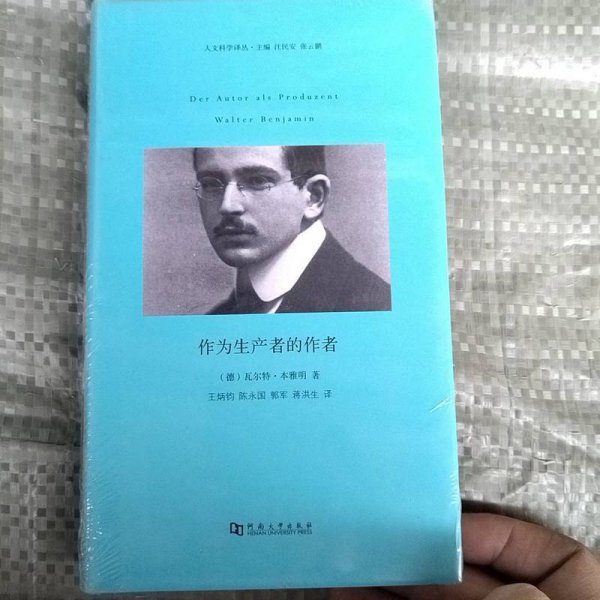 人文科学译丛·主编 汪民安 张云鹏
Der Autor als Produzent
Walter Benjamin
作为生产者的作者
（德）瓦尔特·本雅明 著
王炳钧 陈永国 郭军 蒋洪生 译
河南大学出版社
HENAN UNIVERSITY PRESS